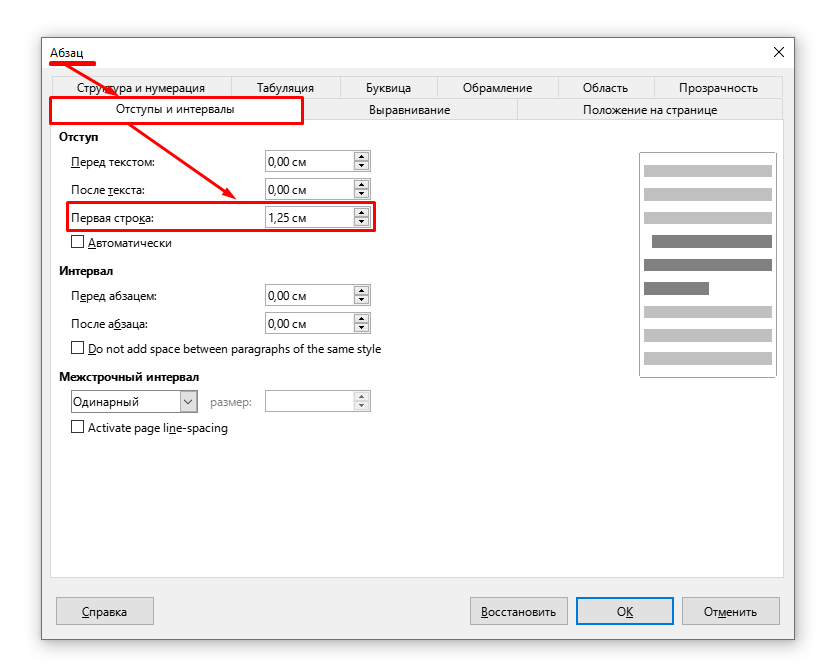 Абзац
Структура и нумерация Табуляция Буквица Обрамление Область Прозрачность
Отступы и интервалы Выравнивание Положение на странице
Отступ
Перед текстом: 0,00 см
После текста: 0,00 см
Первая строка: 1,25 см
Автоматически
Интервал
Перед абзацем: 0,00 см
После абзаца: 0,00 см
Do not add space between paragraphs of the same style
Межстрочный интервал
Одинарный размер:
Activate page line-spacing
Справка Восстановить ОК Отменить